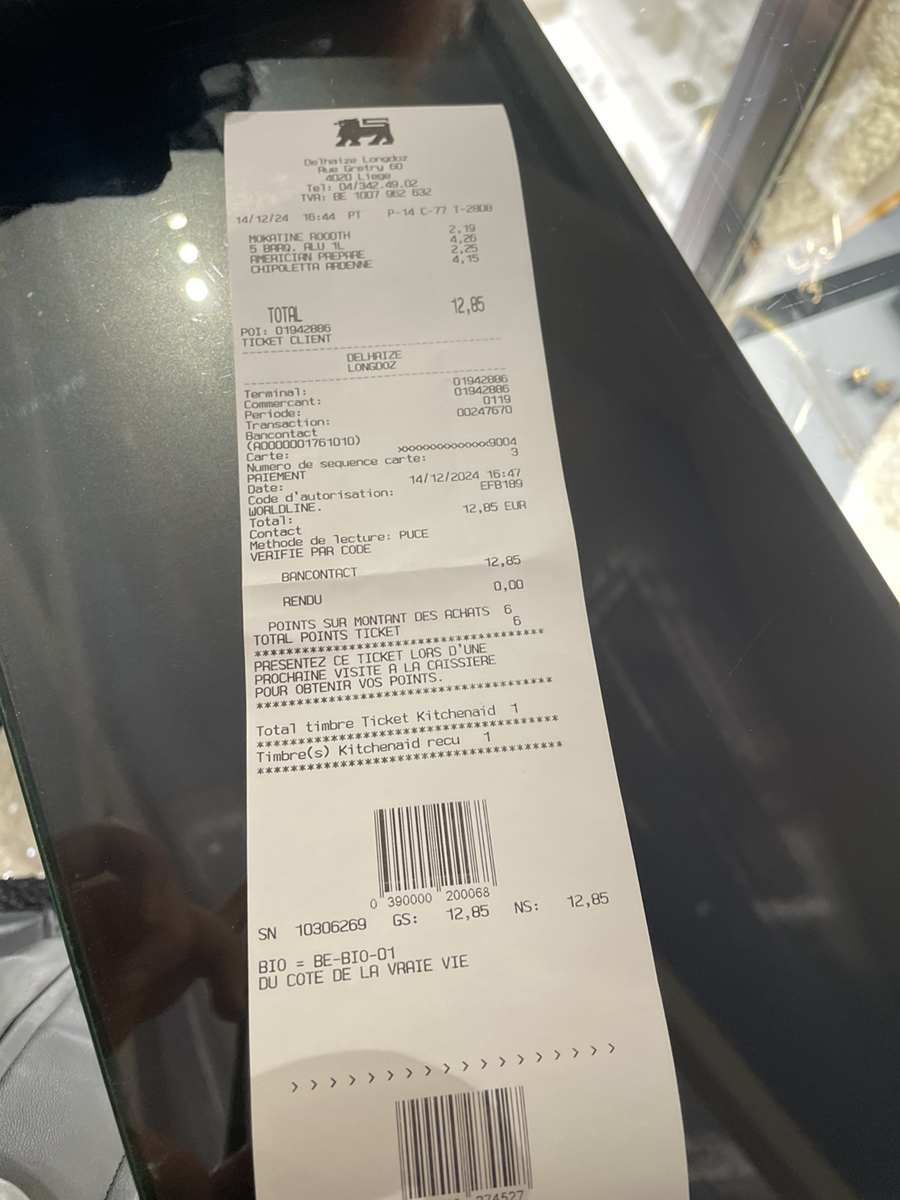 Delhaize Longdoz
Rue Gretry 60
4020 Liege
Tel: 04/342.49.02
TVA: BE 1007 962 632
14/12/24 16:44 PT P-14 C-77 T-2808
MOKATINE ROODTH 2,19
5 BARQ. ALU 1L 4,26
AMERICIAN PREPARE 2,25
CHIPOLETTA ARDENNE 4,15
TOTAL 12,85
POI: 01942886
TICKET CLIENT
DELHAIZE
LONGDOZ
Terminal: 01942886
Commercant: 01942886
Periode: 0119
Transaction: 00247670
Bancontact
(A0000001761010)
Carte: xxxxxxxxxxxxx9004
Numero de sequence carte: 3
PAIEMENT
Date: 14/12/2024 16:47
Code d'autorisation: EFB189
WORLDLINE.
Total: 12,85 EUR
Contact
Methode de lecture: PUCE
VERIFIE PAR CODE
BANCONTACT 12,85
RENDU 0,00
POINTS SUR MONTANT DES ACHATS 6
TOTAL POINTS TICKET 6
***********************************
PRESENTEZ CE TICKET LORS D'UNE
PROCHAINE VISITE A LA CAISSIERE
POUR OBTENIR VOS POINTS.
***********************************
Total timbre Ticket Kitchenaid 1
***********************************
Timbre(s) Kitchenaid recu 1
***********************************
0 390000 200068
SN 10306269 GS: 12,85 NS: 12,85
BIO = BE-BIO-01
DU COTE DE LA VRAIE VIE
> > > > > > > > > > > > > > > > > >
274527